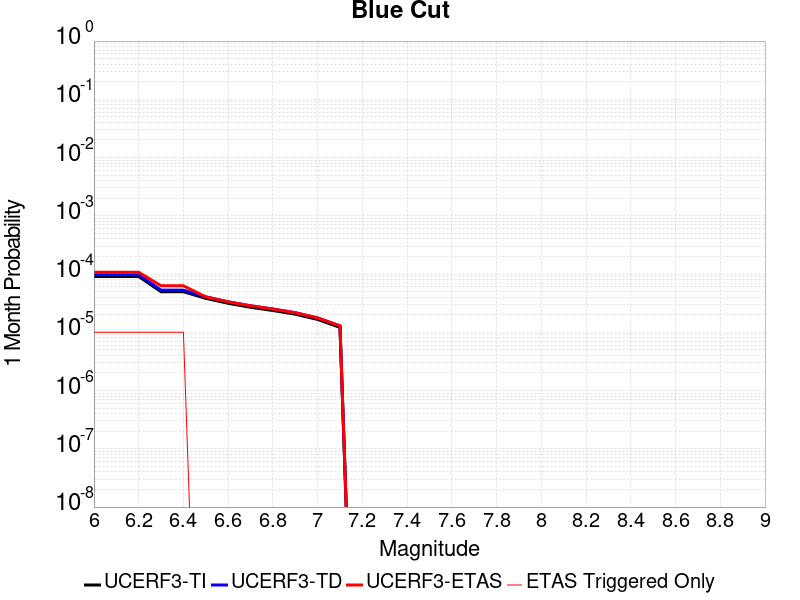 Blue Cut
10 0
10 -1
10 -2
10 -3
10 -4
10 -5
10 -6
10 -7
10 -8
1 Month Probability
6 6.2 6.4 6.6 6.8 7 7.2 7.4 7.6 7.8 8 8.2 8.4 8.6 8.8 9
Magnitude
UCERF3-TI UCERF3-TD UCERF3-ETAS ETAS Triggered Only